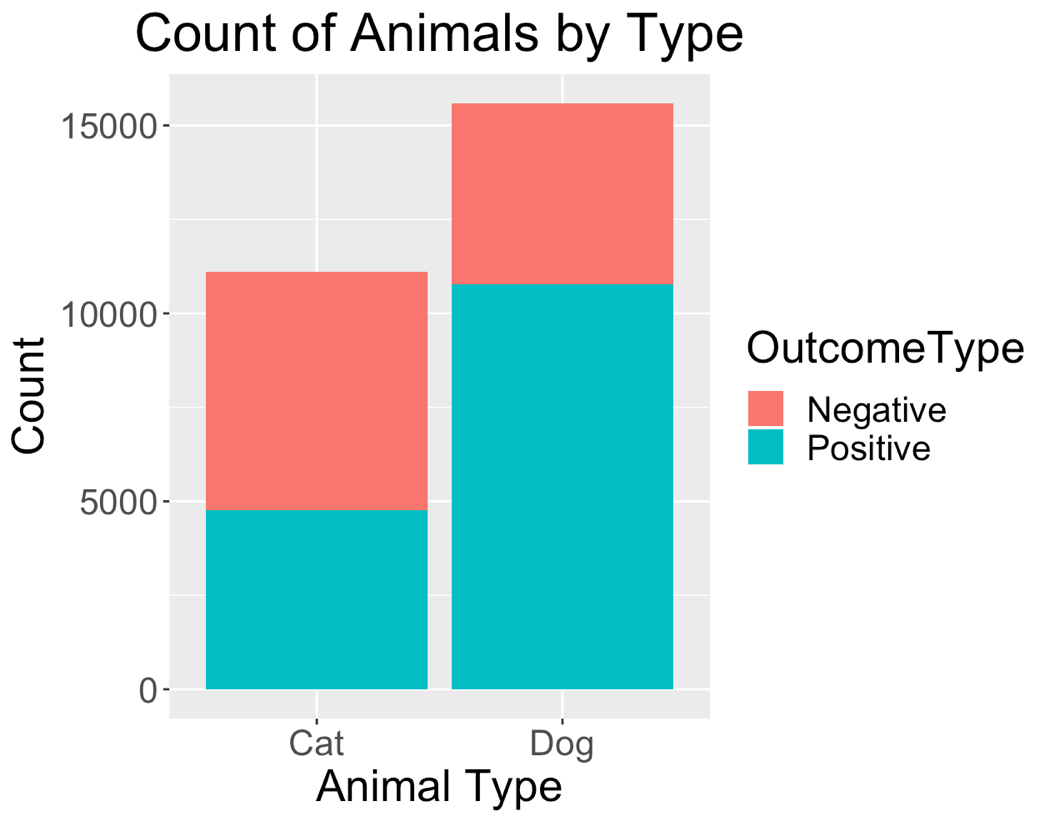 Count of Animals by Type
Count
15000
10000
5000
0
Cat Dog
Animal Type
OutcomeType
Negative
Positive